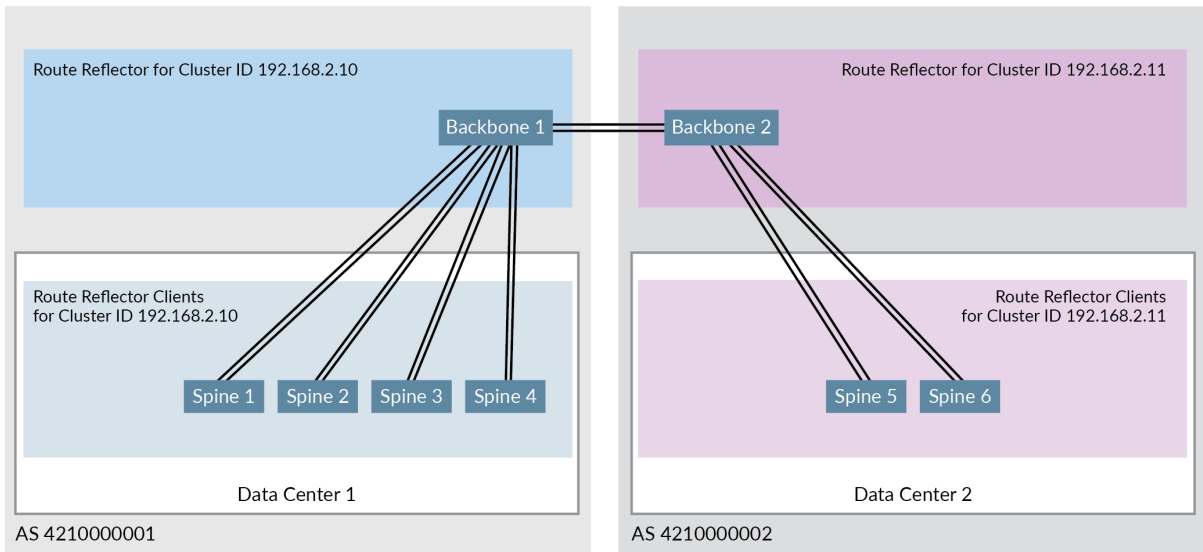 Route Reflector for Cluster ID 192.168.2.10
Backbone 1
Route Reflector Clients
for Cluster ID 192.168.2.10
Spine 1
Spine 2
Spine 3
Spine 4
Data Center 1
AS 4210000001
Route Reflector for Cluster ID 192.168.2.11
Backbone 2
Route Reflector Clients
for Cluster ID 192.168.2.11
Spine 5
Spine 6
Data Center 2
AS 4210000002